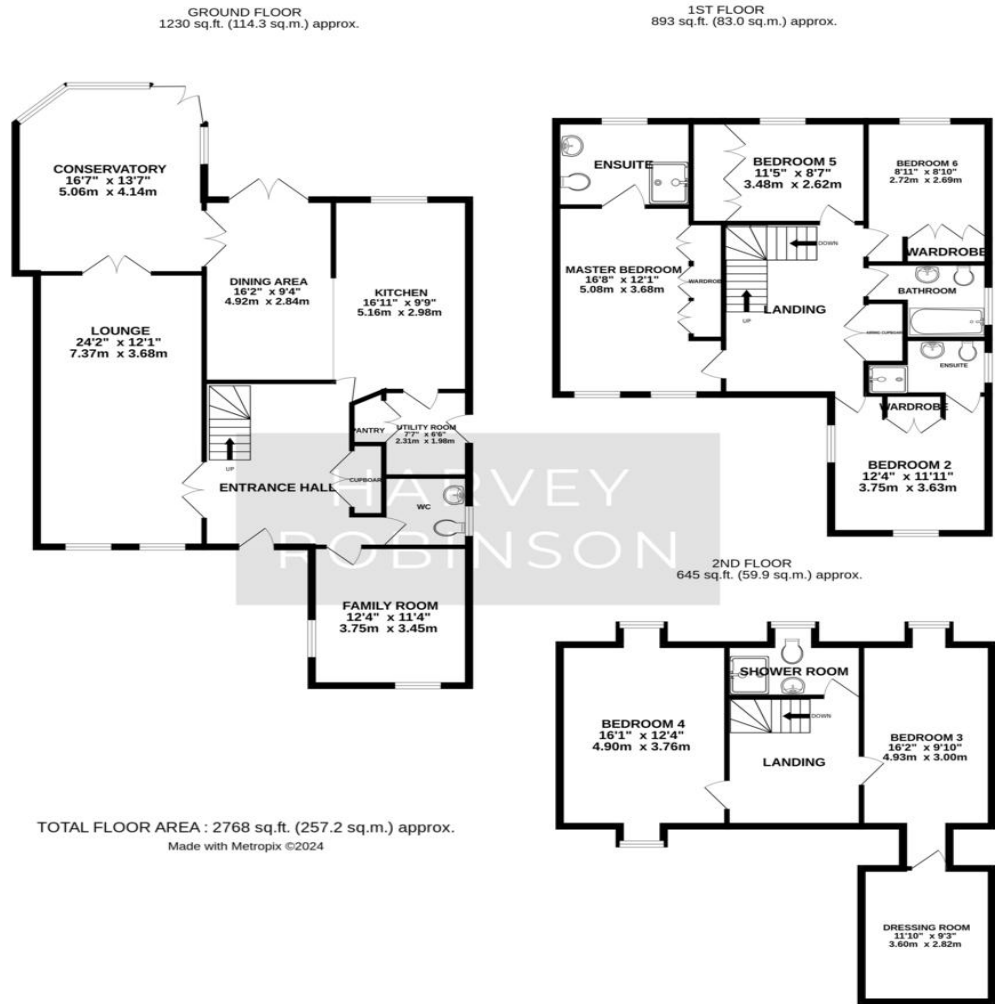 GROUND FLOOR
1230 sq.ft. (114.3 sq.m.) approx.
CONSERVATORY
16'7" x 13'7"
5.06m x 4.14m
DINING AREA
16'2" x 9'4"
4.92m x 2.84m
KITCHEN
16'11" x 9'9"
5.16m x 2.98m
LOUNGE
24'2" x 12'1"
7.37m x 3.68m
PANTRY
UTILITY ROOM
7'7" x 6'6"
2.31m x 1.98m
UP
ENTRANCE HALL
CUPBOARD
WC
FAMILY ROOM
12'4" x 11'4"
3.75m x 3.45m
HARVEY
ROBINSON
1ST FLOOR
893 sq.ft. (83.0 sq.m.) approx.
ENSUITE
BEDROOM 5
11'5" x 8'7"
3.48m x 2.62m
BEDROOM 6
8'11" x 8'10"
2.72m x 2.69m
WARDROBE
DOWN
MASTER BEDROOM
16'8" x 12'1"
5.08m x 3.68m
WARDROBE
UP
LANDING
BATHROOM
AIRING CUPBOARD
ENSUITE
WARDROBE
BEDROOM 2
12'4" x 11'11"
3.75m x 3.63m
2ND FLOOR
645 sq.ft. (59.9 sq.m.) approx.
SHOWER ROOM
BEDROOM 4
16'1" x 12'4"
4.90m x 3.76m
DOWN
LANDING
BEDROOM 3
16'2" x 9'10"
4.93m x 3.00m
DRESSING ROOM
11'10" x 9'3"
3.60m x 2.82m
TOTAL FLOOR AREA : 2768 sq.ft. (257.2 sq.m.) approx.
Made with Metropix ©2024